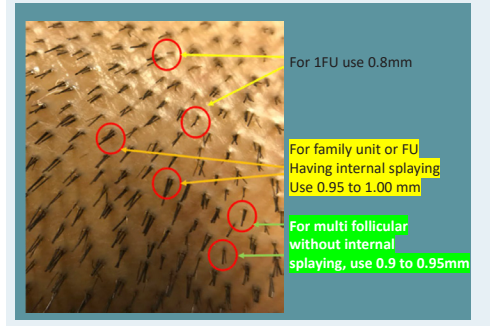 For 1FU use 0.8mm
For family unit or FU
Having internal splaying
Use 0.95 to 1.00 mm
For multi follicular
without internal
splaying, use 0.9 to 0.95mm